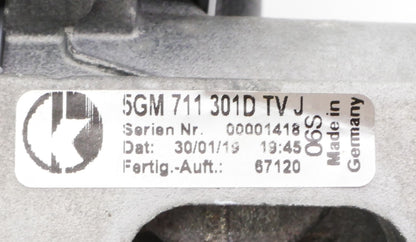 5GM 711 301D TV J
Serien Nr. 00001418
Dat: 30/01/19 19:45
Fertig.-Auft.: 67120
06S
Made in
Germany